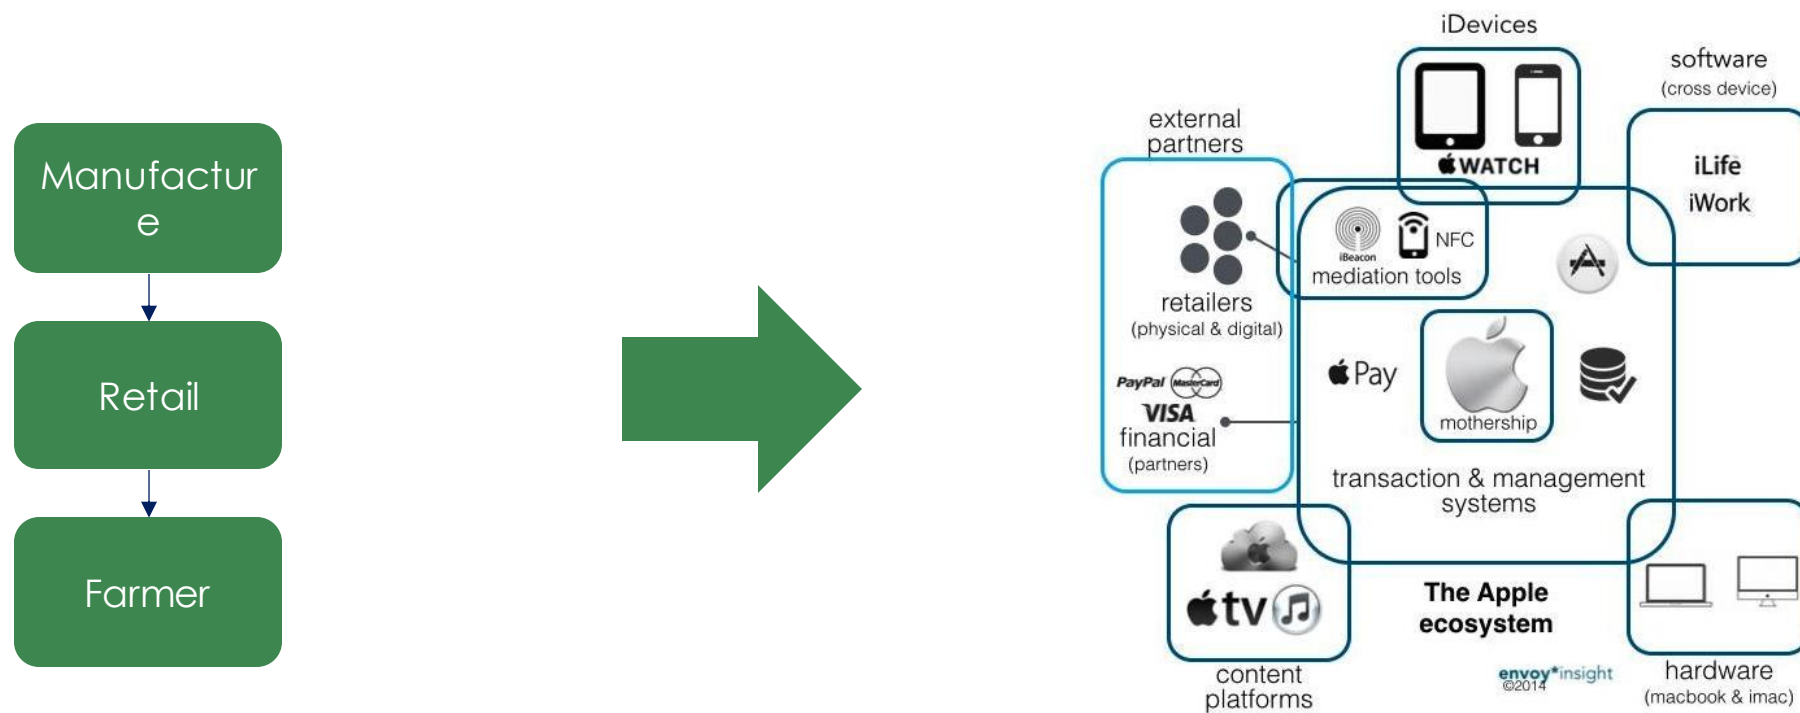 Manufactur
e
Retail
Farmer
iDevices
WATCH
software
(cross device)
iLife
iWork
external
partners
retailers
(physical & digital)
PayPal MasterCard
VISA
financial
(partners)
iBeacon
NFC
mediation tools
Pay
mothership
transaction & management
systems
tv
content
platforms
The Apple
ecosystem
envoy*insight
©2014
hardware
(macbook & imac)